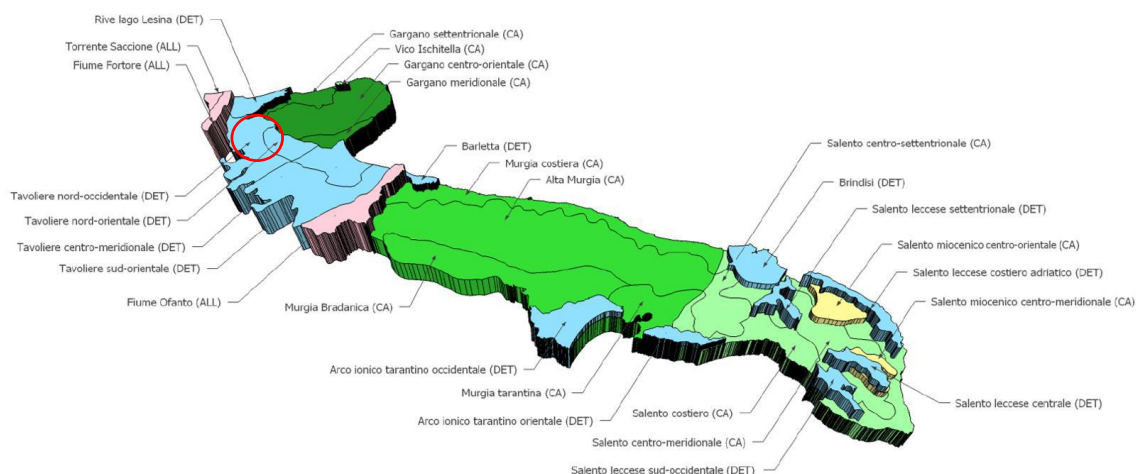 Rive lago Lesina (DET)
Torrente Saccione (ALL)
Fiume Fortore (ALL)
Gargano settentrionale (CA)
Vico Ischitella (CA)
Gargano centro-orientale (CA)
Gargano meridionale (CA)
Barletta (DET)
Murgia costiera (CA)
Alta Murgia (CA)
Salento centro-settentrionale (CA)
Brindisi (DET)
Salento leccese settentrionale (DET)
Salento miocenico centro-orientale (CA)
Salento leccese costiero adriatico (DET)
Salento miocenico centro-meridionale (CA)
Tavoliere nord-occidentale (DET)
Tavoliere nord-orientale (DET)
Tavoliere centro-meridionale (DET)
Tavoliere sud-orientale (DET)
Fiume Ofanto (ALL)
Murgia Bradanica (CA)
Arco ionico tarantino occidentale (DET)
Murgia tarantina (CA)
Arco ionico tarantino orientale (DET)
Salento costiero (CA)
Salento centro-meridionale (CA)
Salento leccese sud-occidentale (DET)
Salento leccese centrale (DET)